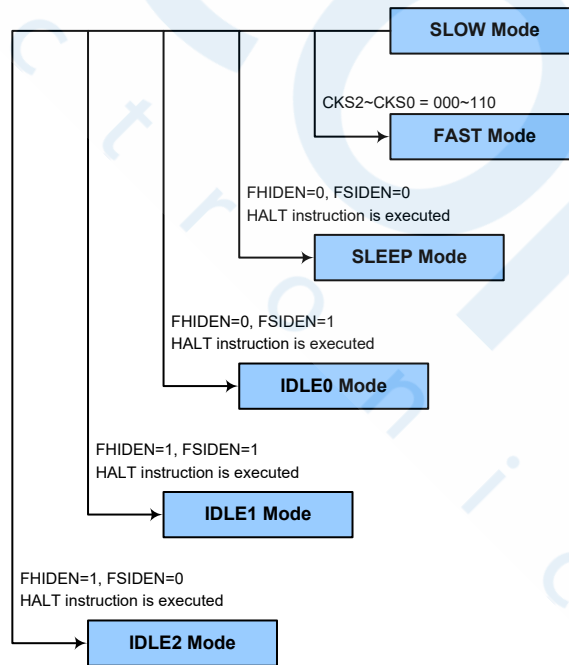 SLOW Mode
CKS2~CKS0 = 000~110
FAST Mode
FHIDEN=0, FSIDEN=0
HALT instruction is executed
SLEEP Mode
FHIDEN=0, FSIDEN=1
HALT instruction is executed
IDLE0 Mode
FHIDEN=1, FSIDEN=1
HALT instruction is executed
IDLE1 Mode
FHIDEN=1, FSIDEN=0
HALT instruction is executed
IDLE2 Mode
c t r o n i c